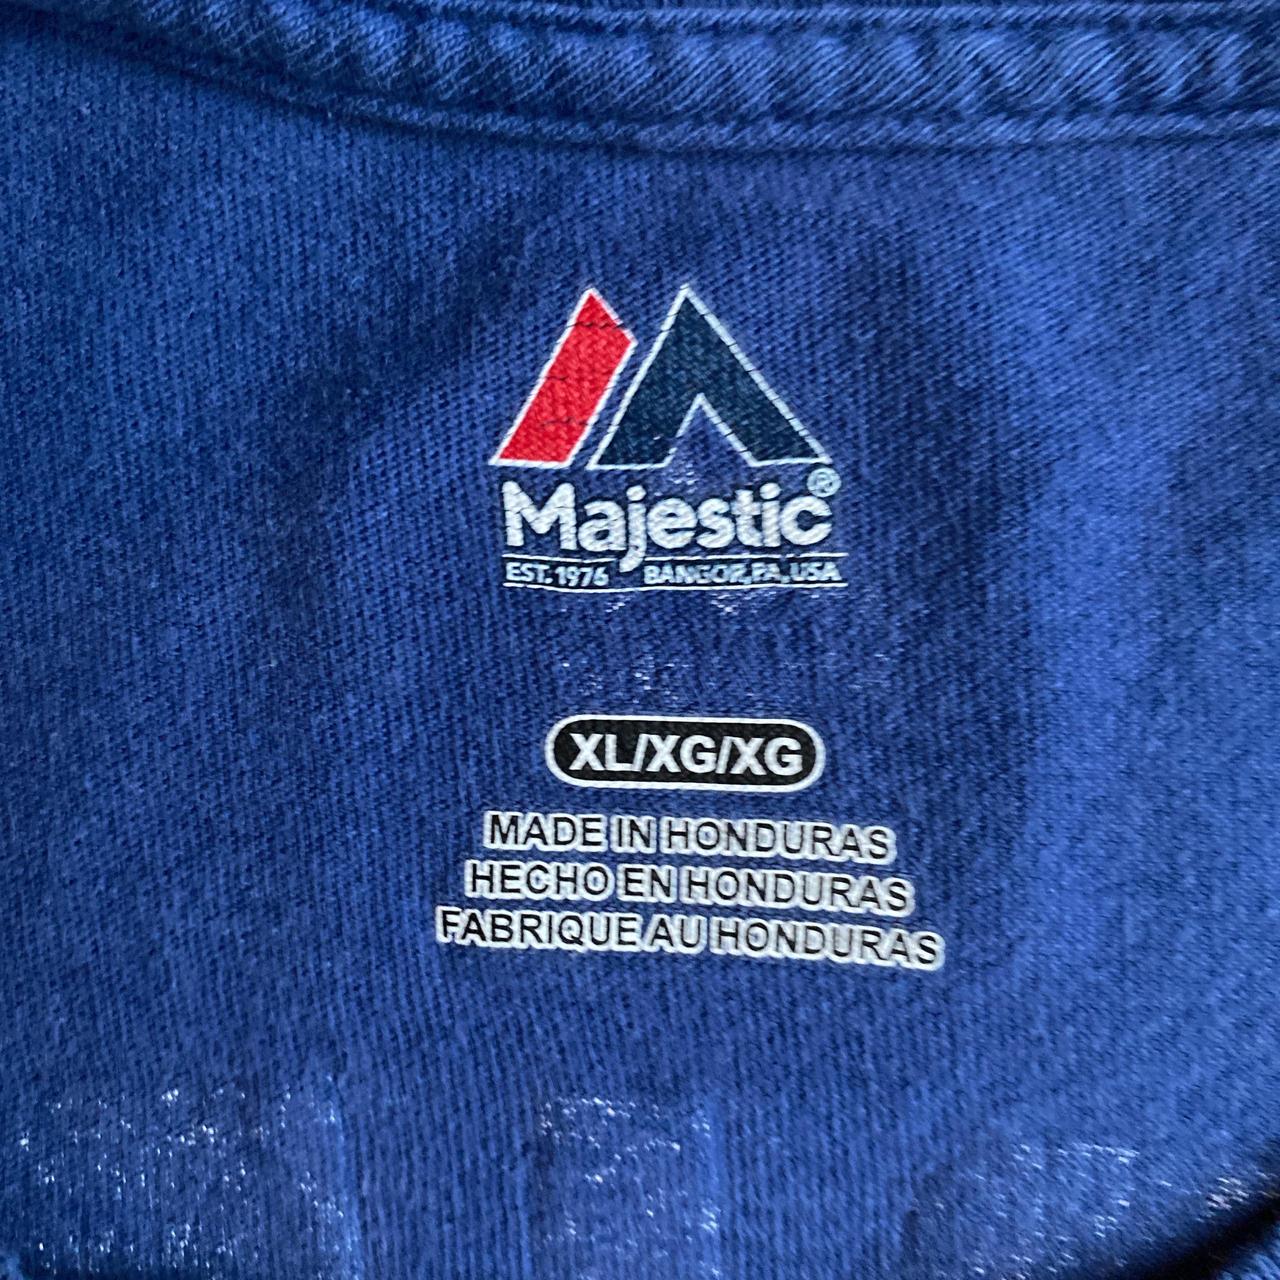 Majestic®
EST. 1976 BANGOR, PA, USA
XL/XG/XG
MADE IN HONDURAS
HECHO EN HONDURAS
FABRIQUE AU HONDURAS